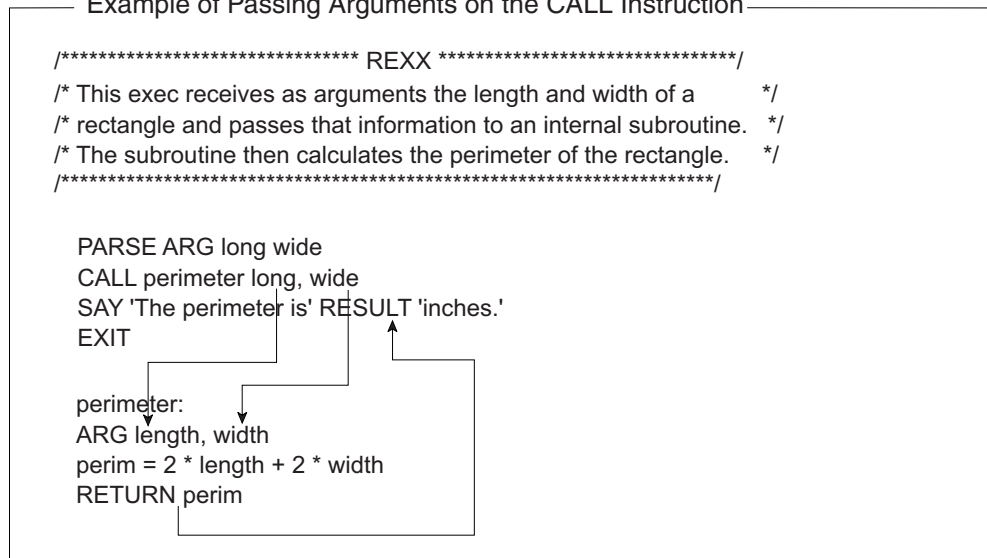 Example of Passing Arguments on the CALL Instruction
/******************************** REXX ********************************/
/* This exec receives as arguments the length and width of a */
/* rectangle and passes that information to an internal subroutine. */
/* The subroutine then calculates the perimeter of the rectangle. */
/**********************************************************************/
PARSE ARG long wide
CALL perimeter long, wide
SAY 'The perimeter is' RESULT 'inches.'
EXIT
perimeter:
ARG length, width
perim = 2 * length + 2 * width
RETURN perim